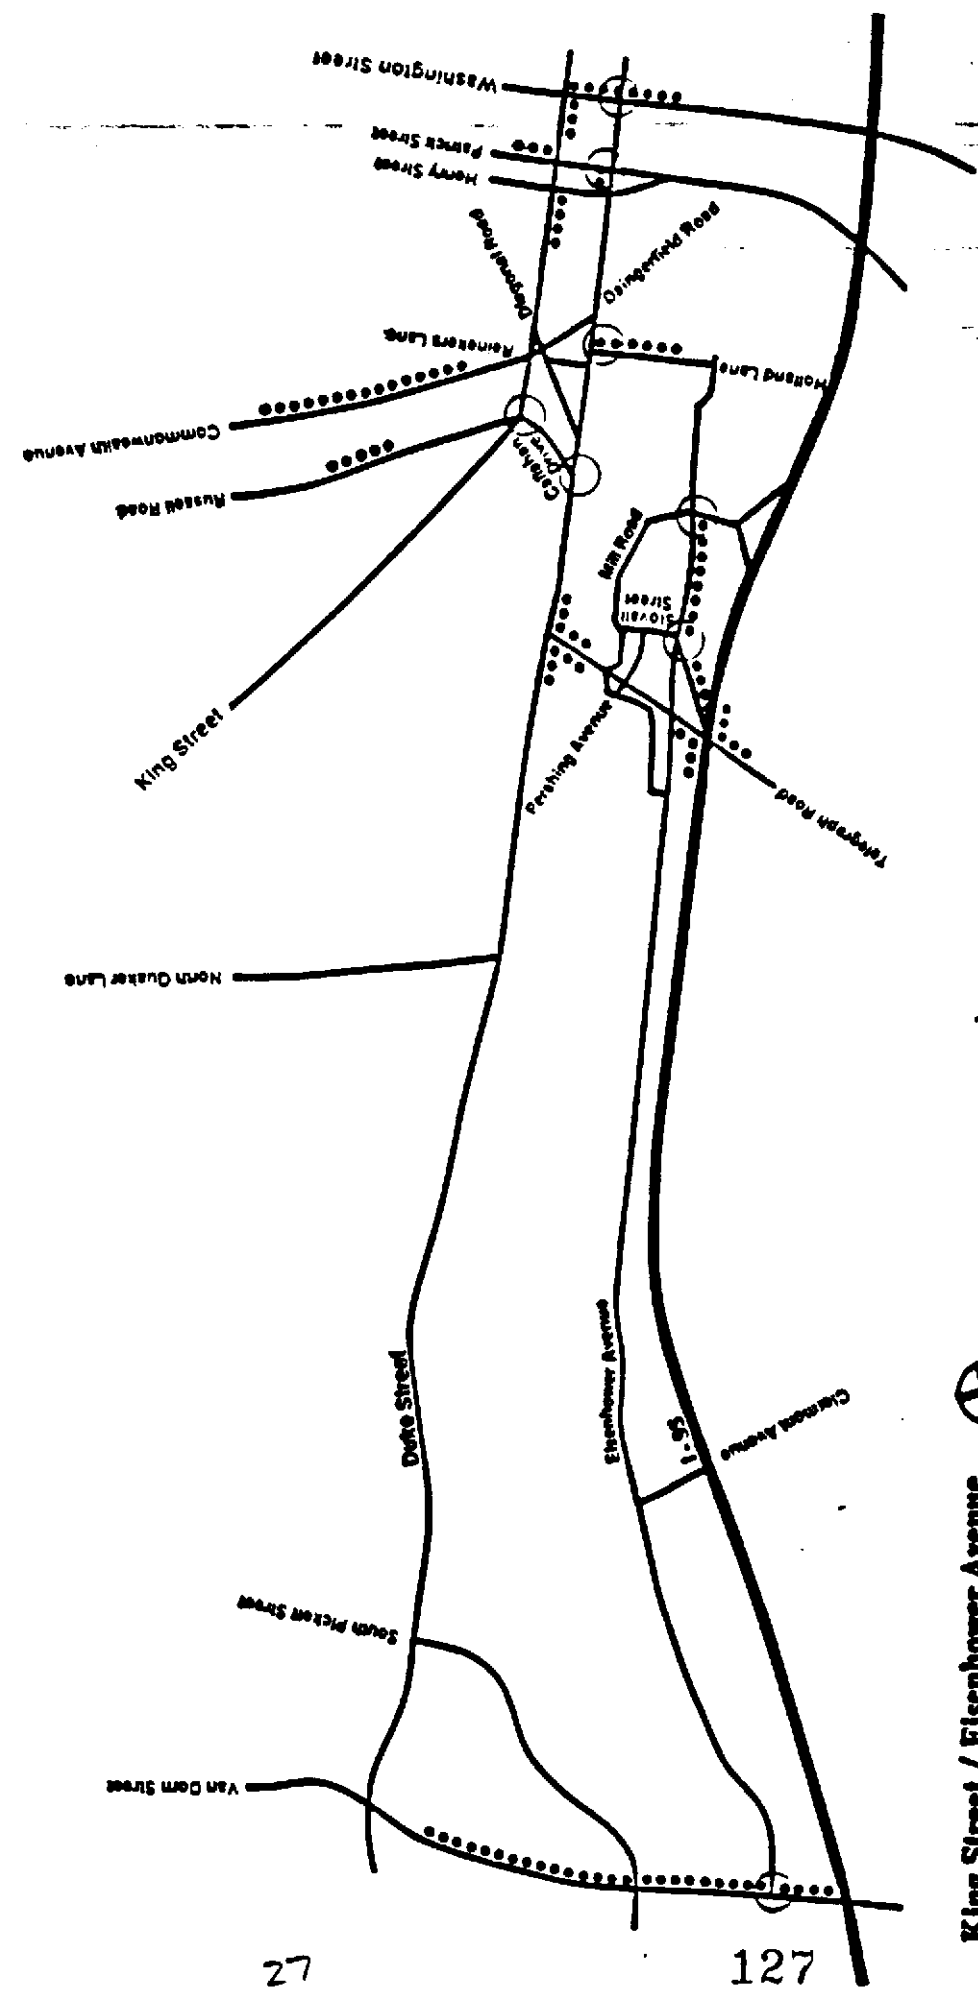 Washington Street
Patrick Street
Henry Street
Diagonal Road
Daingerfield Road
Reinekers Lane
Holland Lane
Commonwealth Avenue
Russell Road
Callahan
Drive
Mill Road
Stovall
Street
King Street
Pershing Avenue
Telegraph Road
North Quaker Lane
Duke Street
Eisenhower Avenue
I-95
Clermont Avenue
South Pickett Street
Van Dorn Street
King Street / Eisenhower Avenue
27
127